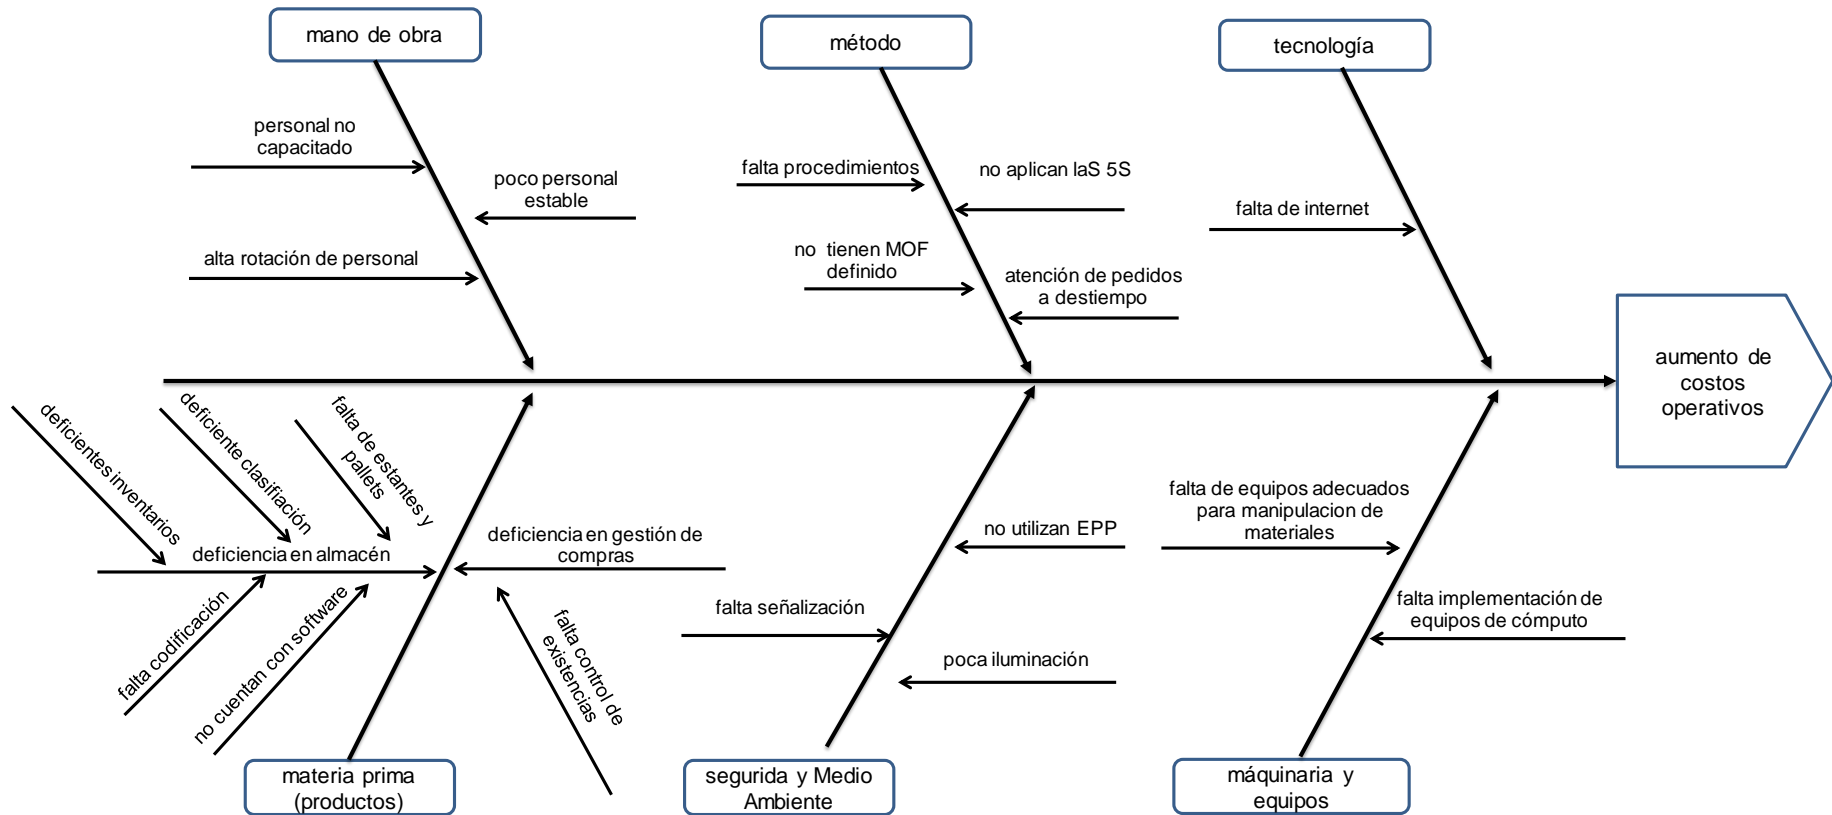 mano de obra
método
tecnología
personal no
capacitado
poco personal
estable
alta rotación de personal
falta procedimientos
no aplican laS 5S
no tienen MOF
definido
atención de pedidos
a destiempo
falta de internet
aumento de
costos
operativos
deficientes inventarios
deficiente clasifiación
falta de estantes y
pallets
deficiencia en almacén
deficiencia en gestión de
compras
falta codificación
no cuentan con software
falta control de
existencias
no utilizan EPP
falta señalización
poca iluminación
falta de equipos adecuados
para manipulacion de
materiales
falta implementación de
equipos de cómputo
materia prima
(productos)
segurida y Medio
Ambiente
máquinaria y
equipos